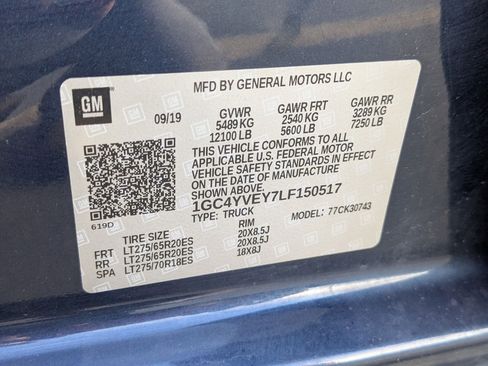 GM
MFD BY GENERAL MOTORS LLC
09/19
GVWR GAWR FRT GAWR RR
5489 KG 2540 KG 3289 KG
12100 LB 5600 LB 7250 LB
THIS VEHICLE CONFORMS TO ALL
APPLICABLE U.S. FEDERAL MOTOR
VEHICLE SAFETY STANDARDS IN EFFECT
ON THE DATE OF MANUFACTURE
SHOWN ABOVE.
1GC4YVEY7LF150517
TYPE: TRUCK MODEL: 77CK30743
619D
TIRE SIZE RIM
FRT LT275/65R20ES 20X8.5J
RR LT275/65R20ES 20X8.5J
SPA LT275/70R18ES 18X8J